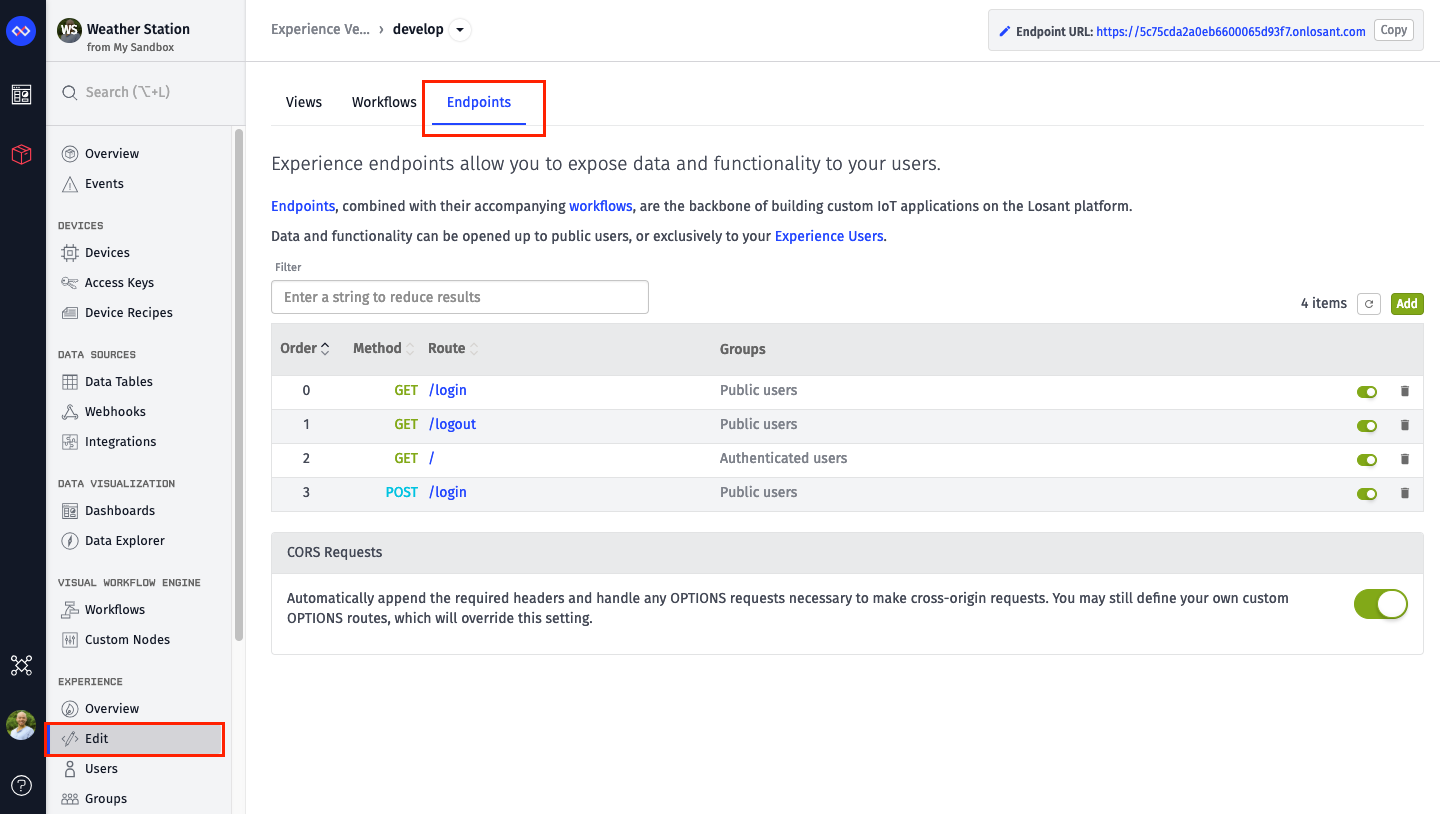 WS
Weather Station
from My Sandbox
Search (⌥+L)
Overview
Events
DEVICES
Devices
Access Keys
Device Recipes
DATA SOURCES
Data Tables
Webhooks
Integrations
DATA VISUALIZATION
Dashboards
Data Explorer
VISUAL WORKFLOW ENGINE
Workflows
Custom Nodes
EXPERIENCE
Overview
Edit
Users
Groups
Experience Ve... › develop
Endpoint URL: https://5c75cda2a0eb6600065d93f7.onlosant.com Copy
Views Workflows Endpoints
Experience endpoints allow you to expose data and functionality to your users.
Endpoints, combined with their accompanying workflows, are the backbone of building custom IoT applications on the Losant platform.
Data and functionality can be opened up to public users, or exclusively to your Experience Users.
Filter
Enter a string to reduce results
4 items Add
Order Method Route Groups
0 GET /login Public users
1 GET /logout Public users
2 GET / Authenticated users
3 POST /login Public users
CORS Requests
Automatically append the required headers and handle any OPTIONS requests necessary to make cross-origin requests. You may still define your own custom
OPTIONS routes, which will override this setting.